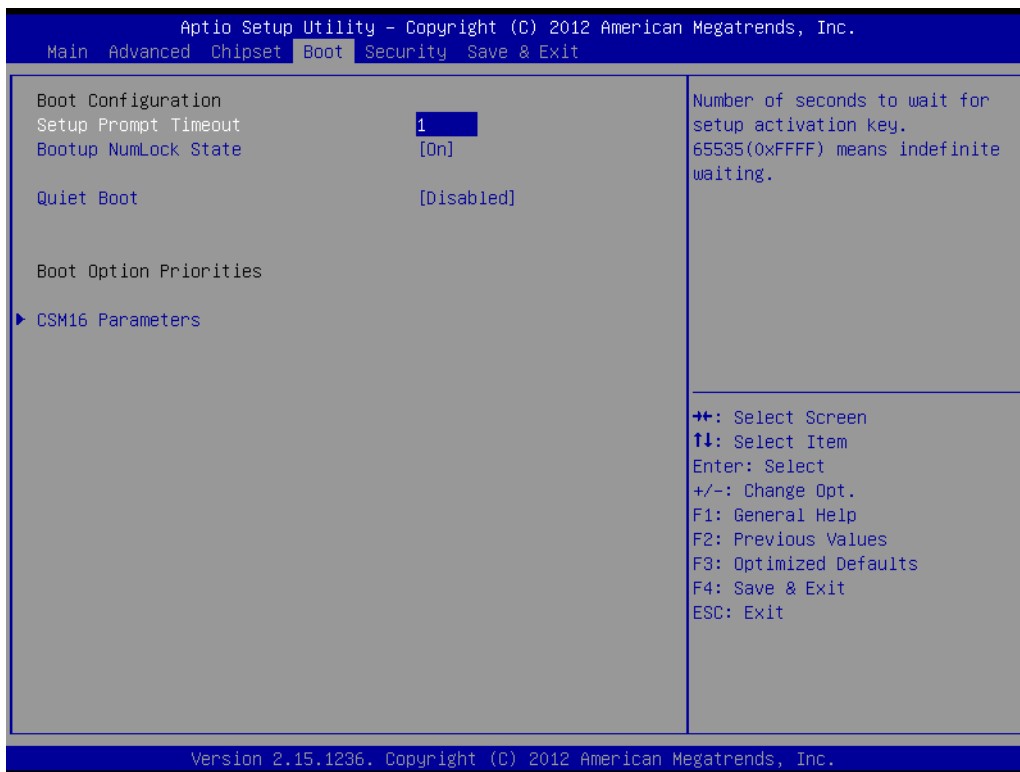 Aptio Setup Utility – Copyright (C) 2012 American Megatrends, Inc.
Main Advanced Chipset Boot Security Save & Exit
Boot Configuration
Setup Prompt Timeout 1
Bootup NumLock State [On]
Quiet Boot [Disabled]
Boot Option Priorities
CSM16 Parameters
Number of seconds to wait for
setup activation key.
65535(0xFFFF) means indefinite
waiting.
→←: Select Screen
↑↓: Select Item
Enter: Select
+/-: Change Opt.
F1: General Help
F2: Previous Values
F3: Optimized Defaults
F4: Save & Exit
ESC: Exit
Version 2.15.1236. Copyright (C) 2012 American Megatrends, Inc.